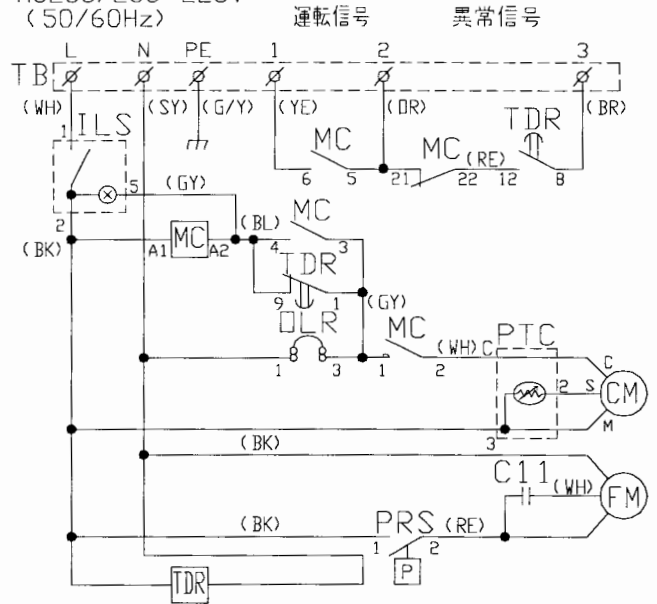 (50/60Hz)
運転信号 異常信号
L N PE 1 2 3
TB
(WH) (SY) (G/Y) (YE) (OR) (BR)
1 ILS MC MC (RE) TDR
6 5 21 22 12 8
5 (GY)
2 (BL) MC
(BK) A1 MC A2 4 3
TDR
9 1 (GY)
OLR MC PTC
1 3 1 2 (WH) C C
2 S CM
3 M
(BK)
C11 (WH) FM
(BK) PRS (RE)
1 2
P
TDR